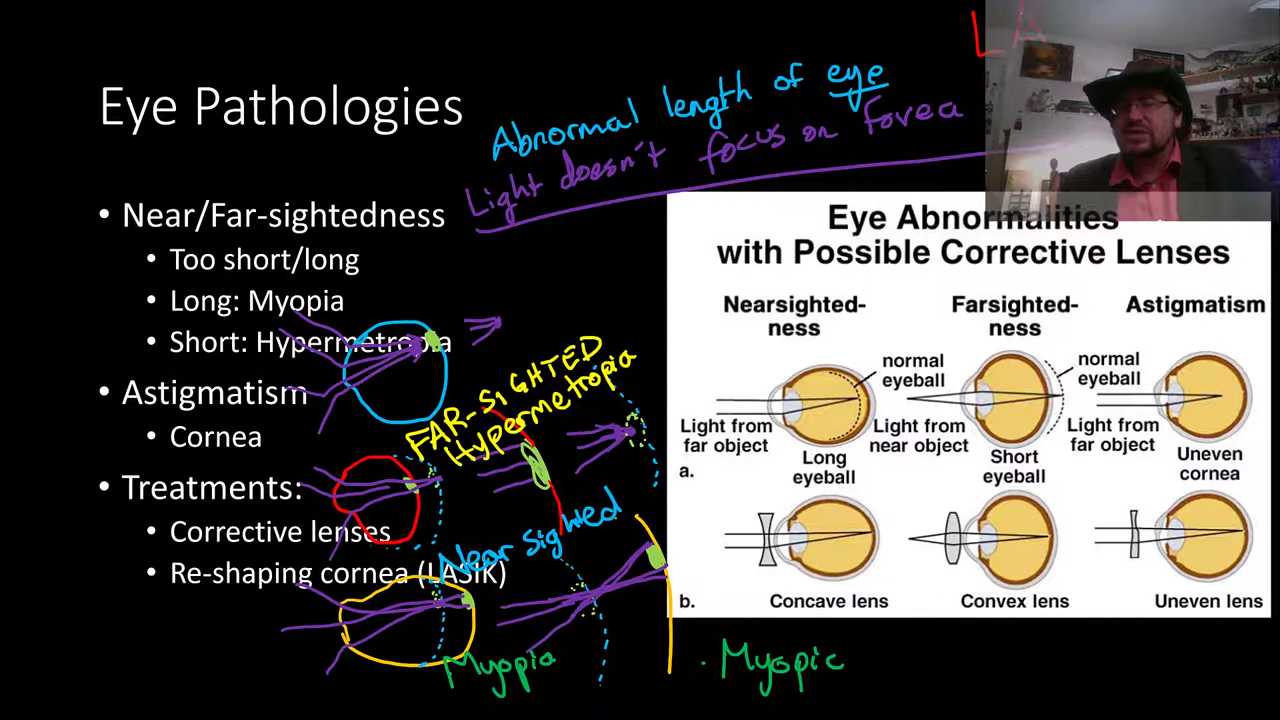 Eye Pathologies
Abnormal length of eye
Light doesn't focus on Fovea
LA
• Near/Far-sightedness
• Too short/long
• Long: Myopia
• Short: Hypermetropia
• Astigmatism
• Cornea
• Treatments:
• Corrective lenses
• Re-shaping cornea (LASIK)
FAR-SIGHTED
Hypermetropia
Near sighted
Myopia
· Myopic
Eye Abnormalities
with Possible Corrective Lenses
Nearsighted-
ness
Farsighted-
ness
Astigmatism
normal
eyeball
normal
eyeball
Light from
far object
Long
eyeball
Light from
near object
Short
eyeball
Light from
far object
Uneven
cornea
a.
b.
Concave lens
Convex lens
Uneven lens